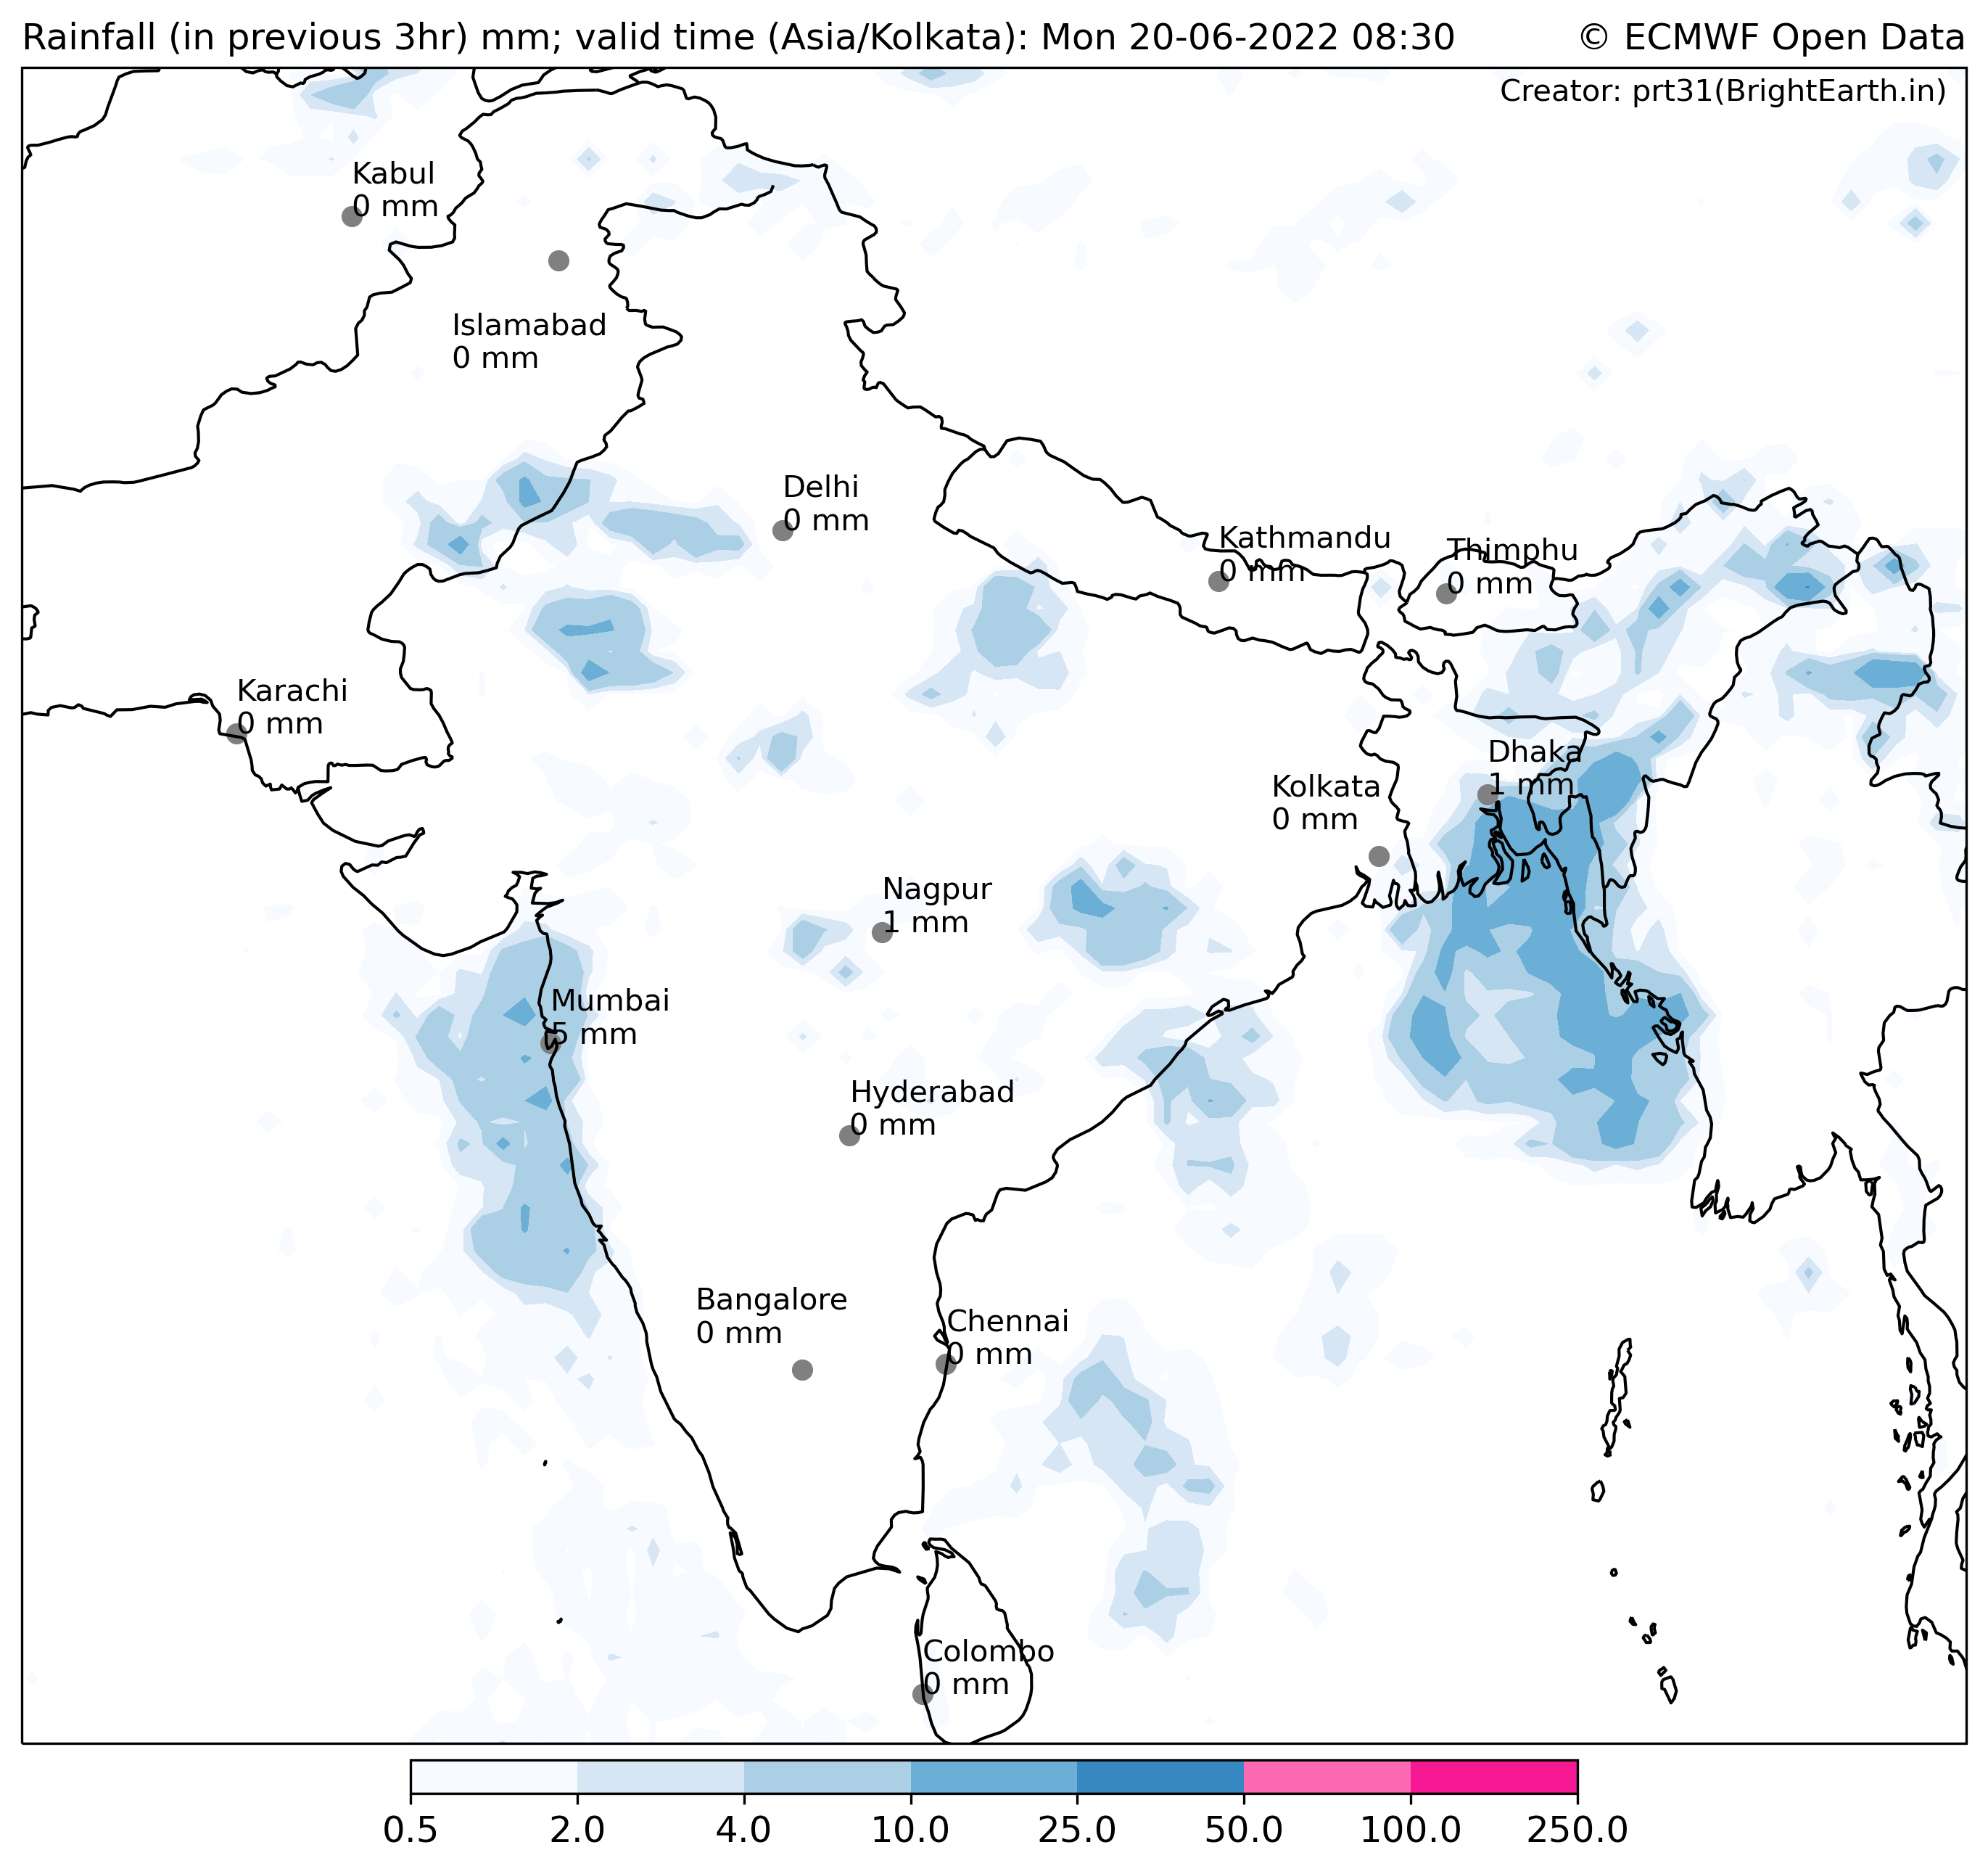 Rainfall (in previous 3hr) mm; valid time (Asia/Kolkata): Mon 20-06-2022 08:30
© ECMWF Open Data
Creator: prt31(BrightEarth.in)
Kabul
0 mm
Islamabad
0 mm
Delhi
0 mm
Kathmandu
0 mm
Thimphu
0 mm
Karachi
0 mm
Dhaka
1 mm
Kolkata
0 mm
Nagpur
1 mm
Mumbai
5 mm
Hyderabad
0 mm
Bangalore
0 mm
Chennai
0 mm
Colombo
0 mm
0.5 2.0 4.0 10.0 25.0 50.0 100.0 250.0